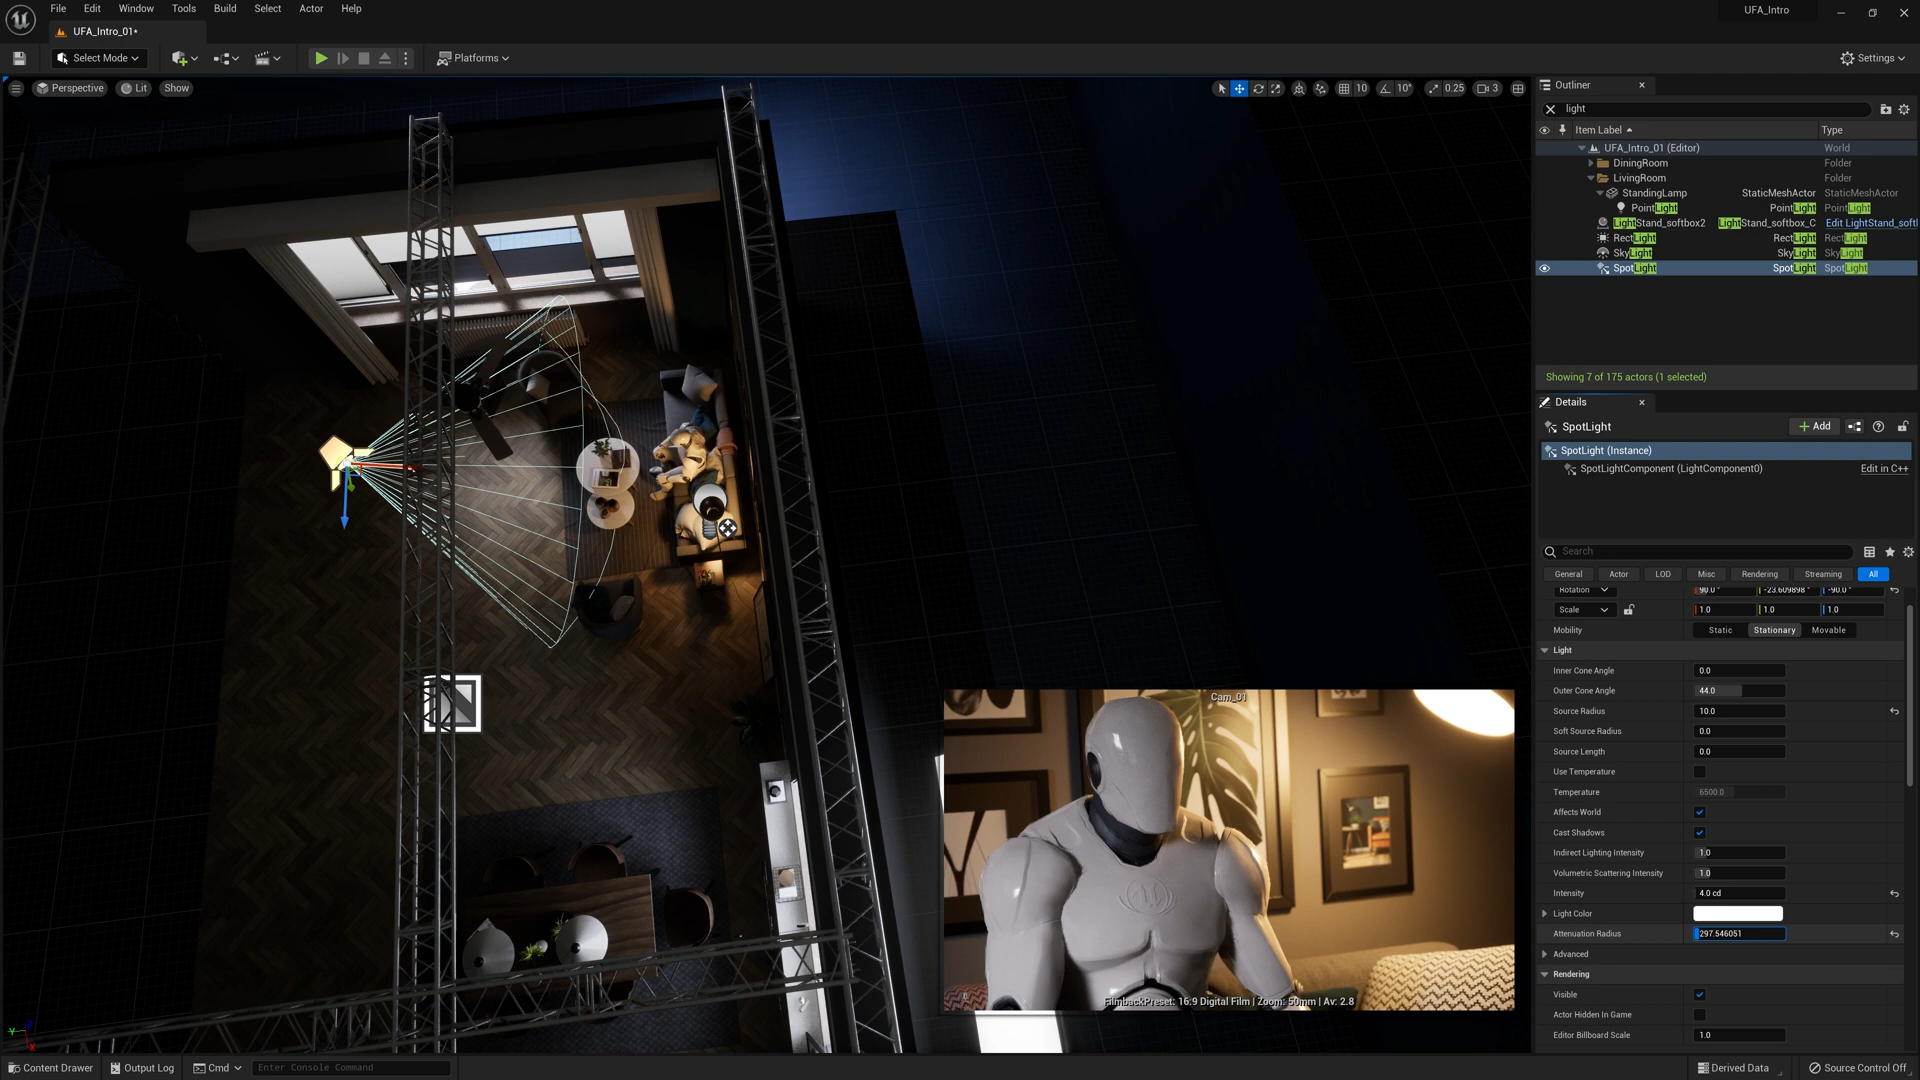 File Edit Window Tools Build Select Actor Help
UFA_Intro
UFA_Intro_01*
Select Mode
Platforms
Settings
Perspective Lit Show
10 10° 0.25 3
Cam_01
FilmbackPreset: 16:9 Digital Film | Zoom: 50mm | Av: 2.8
Outliner
light
Item Label Type
UFA_Intro_01 (Editor) World
DiningRoom Folder
LivingRoom Folder
StandingLamp StaticMeshActor StaticMeshActor
PointLight PointLight PointLight
LightStand_softbox2 LightStand_softbox_C Edit LightStand_softl
RectLight RectLight RectLight
SkyLight SkyLight SkyLight
SpotLight SpotLight SpotLight
Showing 7 of 175 actors (1 selected)
Details
SpotLight
+ Add
SpotLight (Instance)
SpotLightComponent (LightComponent0) Edit in C++
Search
General Actor LOD Misc Rendering Streaming All
Rotation 90.0° -23.609898° -90.0°
Scale 1.0 1.0 1.0
Mobility Static Stationary Movable
Light
Inner Cone Angle 0.0
Outer Cone Angle 44.0
Source Radius 10.0
Soft Source Radius 0.0
Source Length 0.0
Use Temperature
Temperature 6500.0
Affects World
Cast Shadows
Indirect Lighting Intensity 1.0
Volumetric Scattering Intensity 1.0
Intensity 4.0 cd
Light Color
Attenuation Radius 297.546051
Advanced
Rendering
Visible
Actor Hidden In Game
Editor Billboard Scale 1.0
Content Drawer Output Log Cmd Enter Console Command
Derived Data Source Control Off